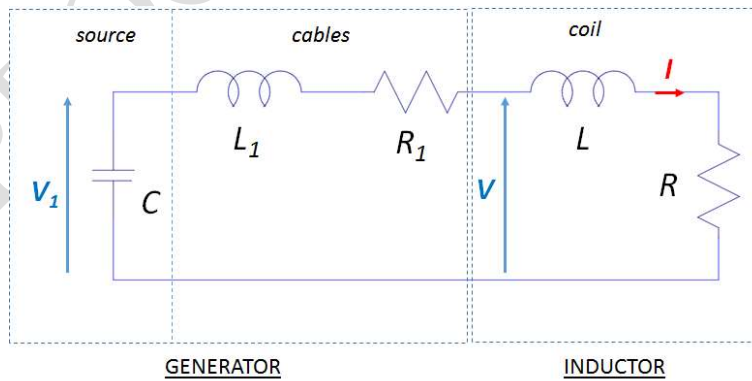 source
cables
coil
I
L1
R1
L
V1
C
V
R
GENERATOR
INDUCTOR